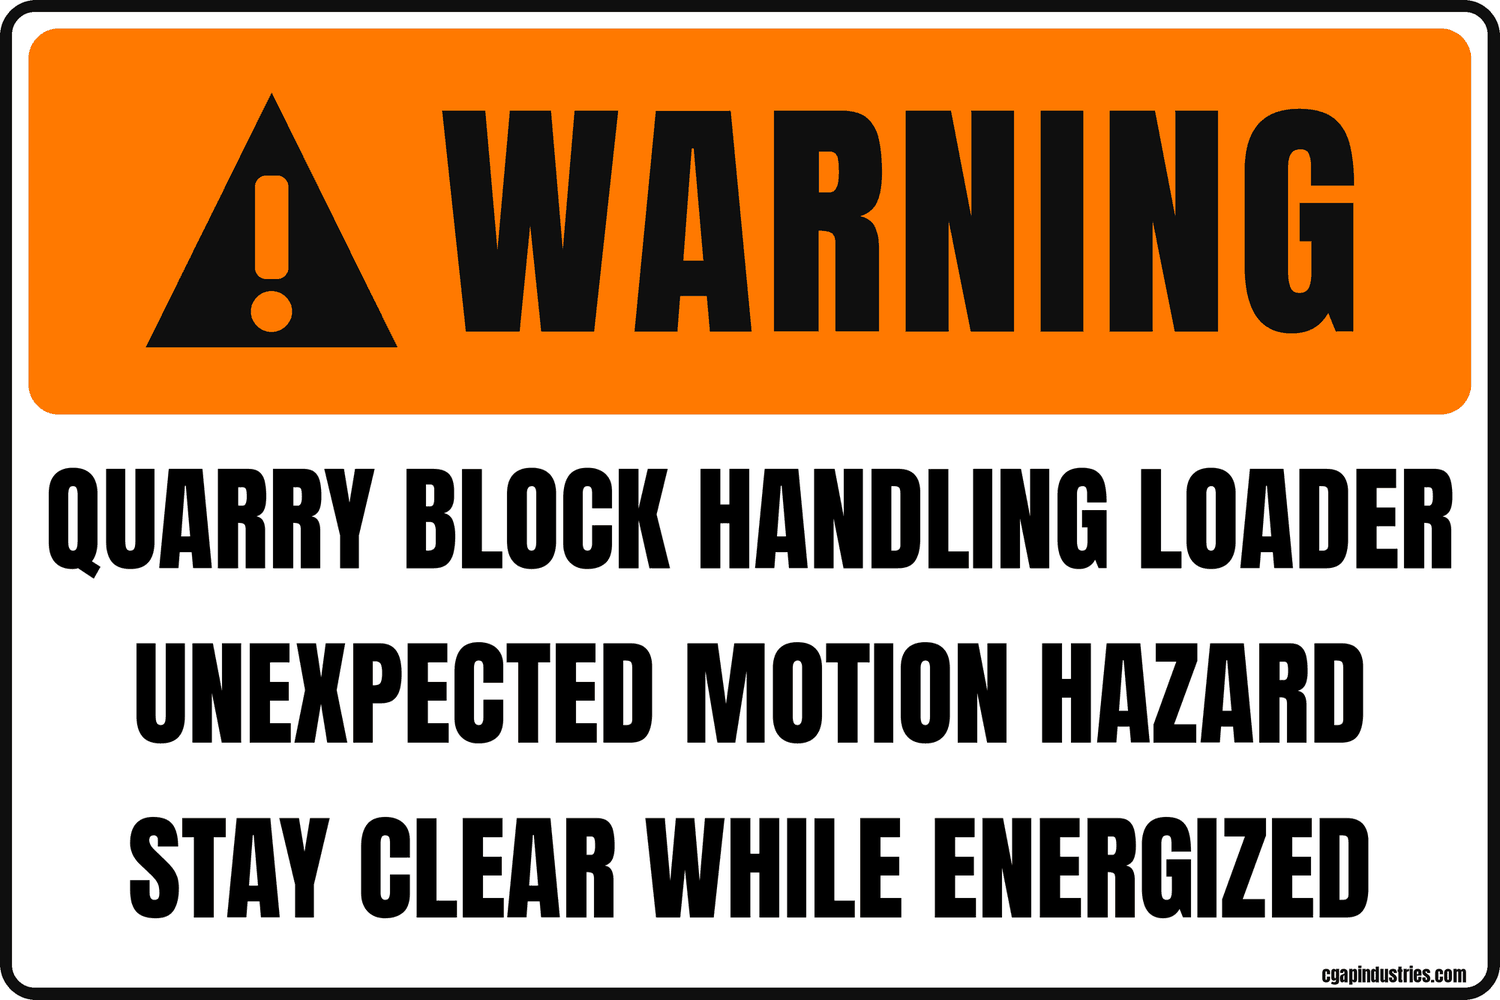 WARNING
QUARRY BLOCK HANDLING LOADER
UNEXPECTED MOTION HAZARD
STAY CLEAR WHILE ENERGIZED
cgapindustries.com